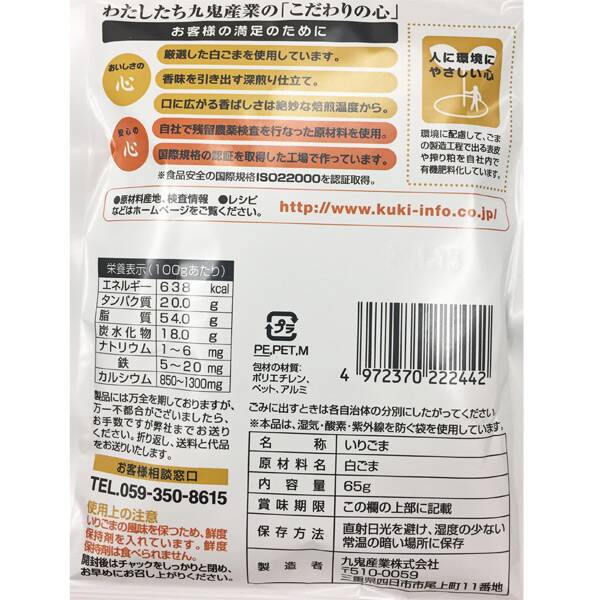 わたしたち九鬼産業の「こだわりの心」
お客様の満足のために
おいしさの
心
厳選した白ごまを使用しています。
香味を引き出す深煎り仕立て。
口に広がる香ばしさは絶妙な焙煎温度から。
安心の
心
自社で残留農薬検査を行なった原材料を使用。
国際規格の認証を取得した工場で作っています。
※食品安全の国際規格ISO22000を認証取得。
人に環境に
やさしい心
環境に配慮して、ごま
の製造工程で出る表皮
や搾り粕を自社内で
有機肥料化しています。
●原材料産地、検査情報 ●レシピ
などはホームページをご覧ください。
http://www.kuki-info.co.jp/
栄養表示（100gあたり）
エネルギー 638 kcal
タンパク質 20.0 g
脂質 54.0 g
炭水化物 18.0 g
ナトリウム 1~6 mg
鉄 5~20 mg
カルシウム 850~1300mg
プラ
PE,PET,M
包材の材質：
ポリエチレン、
ペット、アルミ
4 972370 222442
製品には万全を期しておりますが、
万一不都合がございましたら、
お手数ですが弊社までお送り
ください。折り返し、送料と代品
をお送りいたします。
お客様相談窓口
TEL.059-350-8615
使用上の注意
いりごまの風味を保つため、鮮度
保持剤を入れています。鮮度
保持剤は食べられません。
開封後はチャックをしっかりと閉め、
お早めにお召し上がりください。
ごみに出すときは各自治体の分別にしたがってください。
※本品は、湿気・酸素・紫外線を防ぐ袋を使用しています。
名称 いりごま
原材料名 白ごま
内容量 65g
賞味期限 この欄の上部に記載
保存方法 直射日光を避け、湿度の少ない
常温の暗い場所に保存
製造者 九鬼産業株式会社
〒510-0059
三重県四日市市尾上町11番地